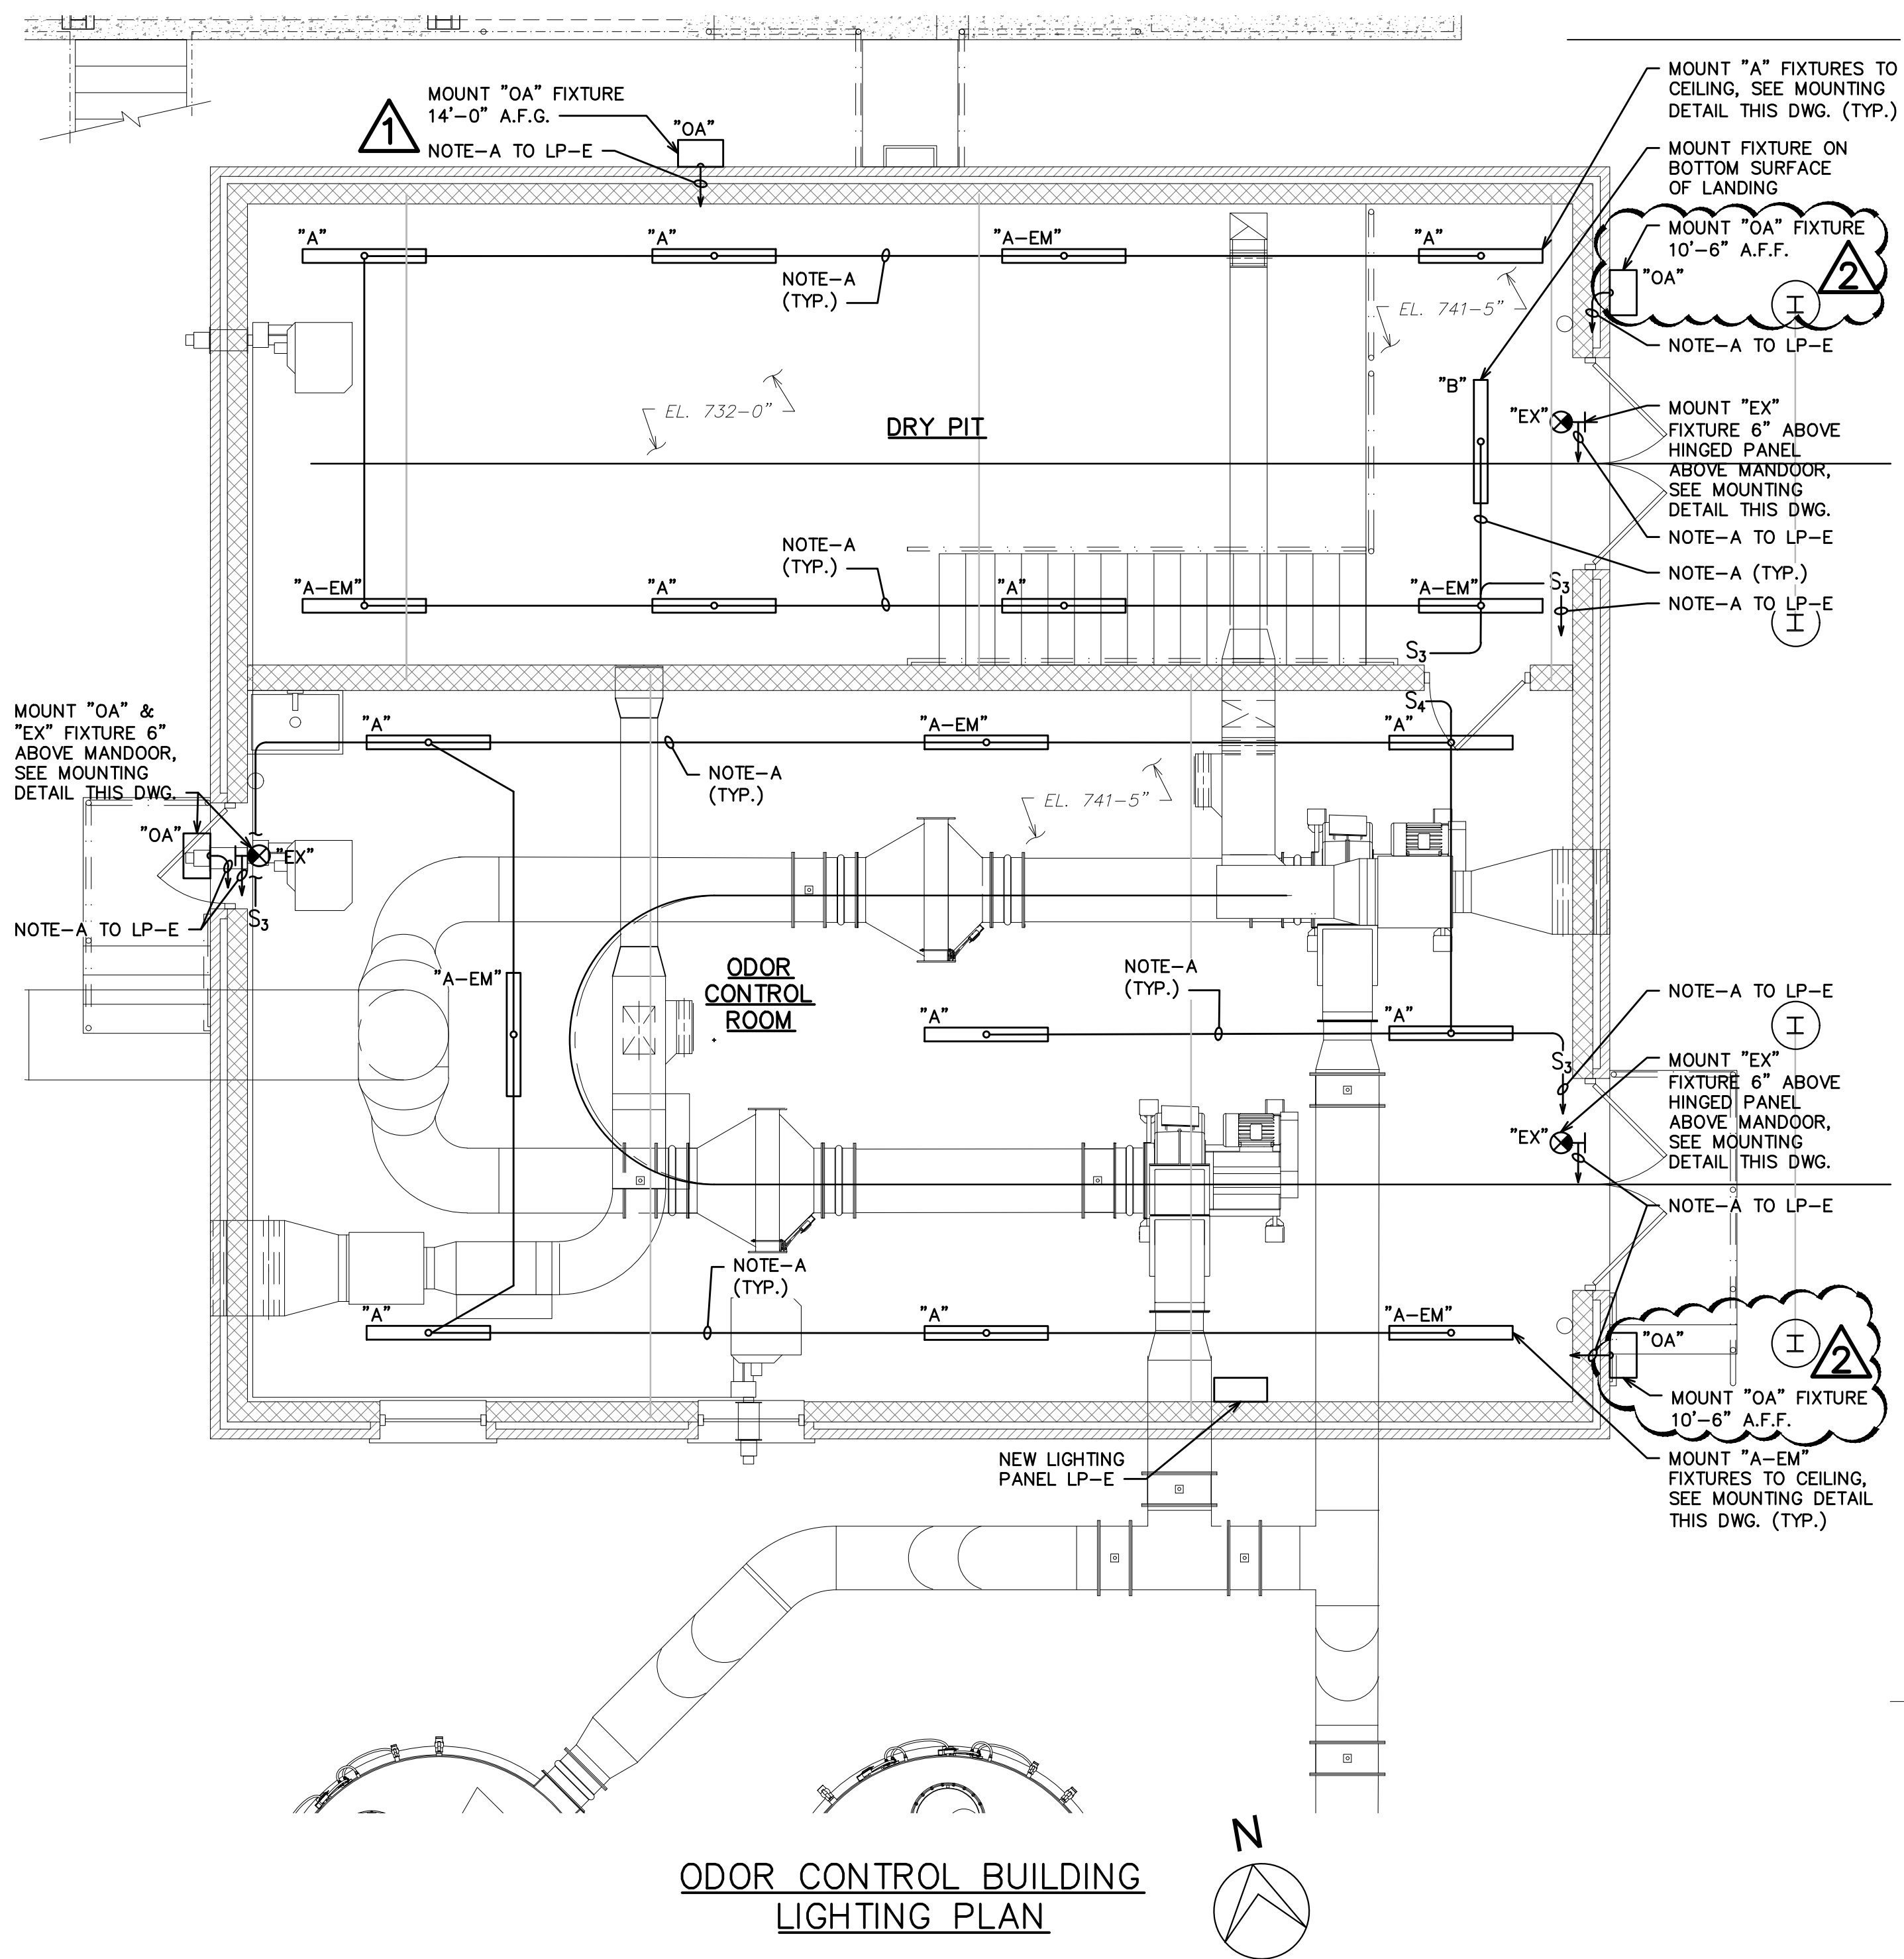 MOUNT "OA" FIXTURE
14'-0" A.F.G.
1
NOTE-A TO LP-E
"OA"
MOUNT "A" FIXTURES TO
CEILING, SEE MOUNTING
DETAIL THIS DWG. (TYP.)
MOUNT FIXTURE ON
BOTTOM SURFACE
OF LANDING
MOUNT "OA" FIXTURE
10'-6" A.F.F.
2
"OA"
I
NOTE-A TO LP-E
"A"
"A"
"A-EM"
"A"
NOTE-A
(TYP.)
EL. 741-5"
EL. 732-0"
DRY PIT
"B"
"EX"
MOUNT "EX"
FIXTURE 6" ABOVE
HINGED PANEL
ABOVE MANDOOR,
SEE MOUNTING
DETAIL THIS DWG.
NOTE-A TO LP-E
NOTE-A (TYP.)
NOTE-A TO LP-E
I
NOTE-A
(TYP.)
"A-EM"
"A"
"A"
"A-EM"
S3
S3
S4
MOUNT "OA" &
"EX" FIXTURE 6"
ABOVE MANDOOR,
SEE MOUNTING
DETAIL THIS DWG.
"OA"
"EX"
NOTE-A TO LP-E
S3
"A"
"A-EM"
"A"
NOTE-A
(TYP.)
EL. 741-5"
"A-EM"
ODOR
CONTROL
ROOM
NOTE-A
(TYP.)
"A"
"A"
S3
NOTE-A TO LP-E
I
MOUNT "EX"
FIXTURE 6" ABOVE
HINGED PANEL
ABOVE MANDOOR,
SEE MOUNTING
DETAIL THIS DWG.
"EX"
NOTE-A TO LP-E
NOTE-A
(TYP.)
"A"
"A"
"A-EM"
"OA"
I
2
MOUNT "OA" FIXTURE
10'-6" A.F.F.
MOUNT "A-EM"
FIXTURES TO CEILING,
SEE MOUNTING DETAIL
THIS DWG. (TYP.)
NEW LIGHTING
PANEL LP-E
N
ODOR CONTROL BUILDING
LIGHTING PLAN